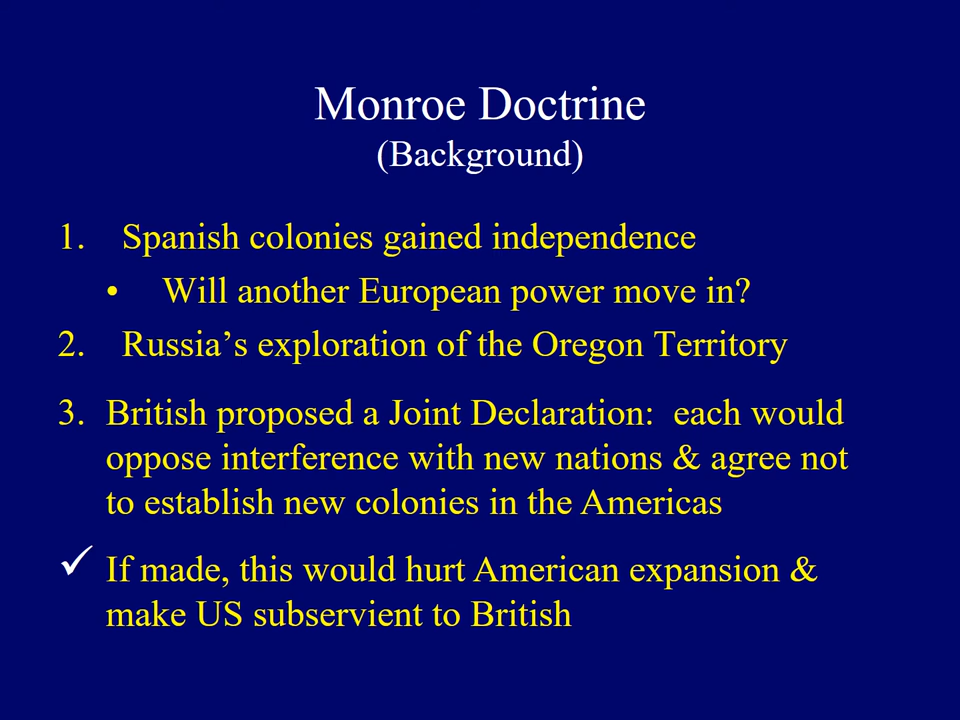 Monroe Doctrine
(Background)
1. Spanish colonies gained independence
• Will another European power move in?
2. Russia’s exploration of the Oregon Territory
3. British proposed a Joint Declaration:  each would
oppose interference with new nations & agree not
to establish new colonies in the Americas
✓ If made, this would hurt American expansion &
make US subservient to British